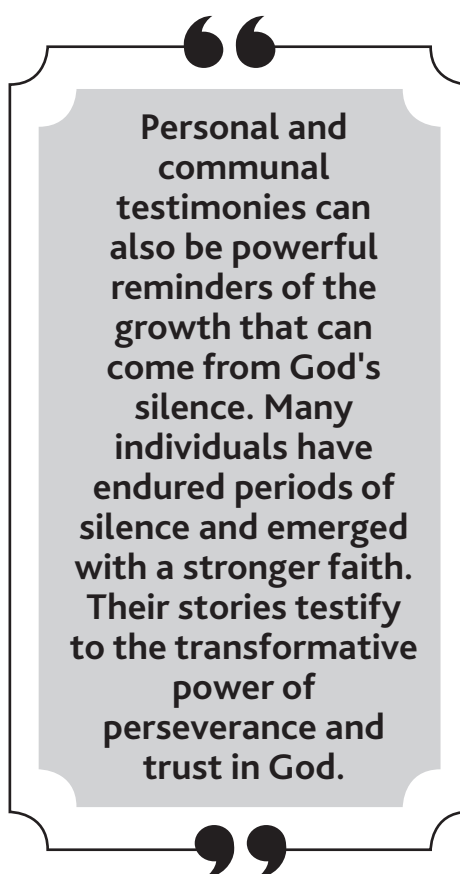 Personal and
communal
testimonies can
also be powerful
reminders of the
growth that can
come from God's
silence. Many
individuals have
endured periods of
silence and emerged
with a stronger faith.
Their stories testify
to the transformative
power of
perseverance and
trust in God.